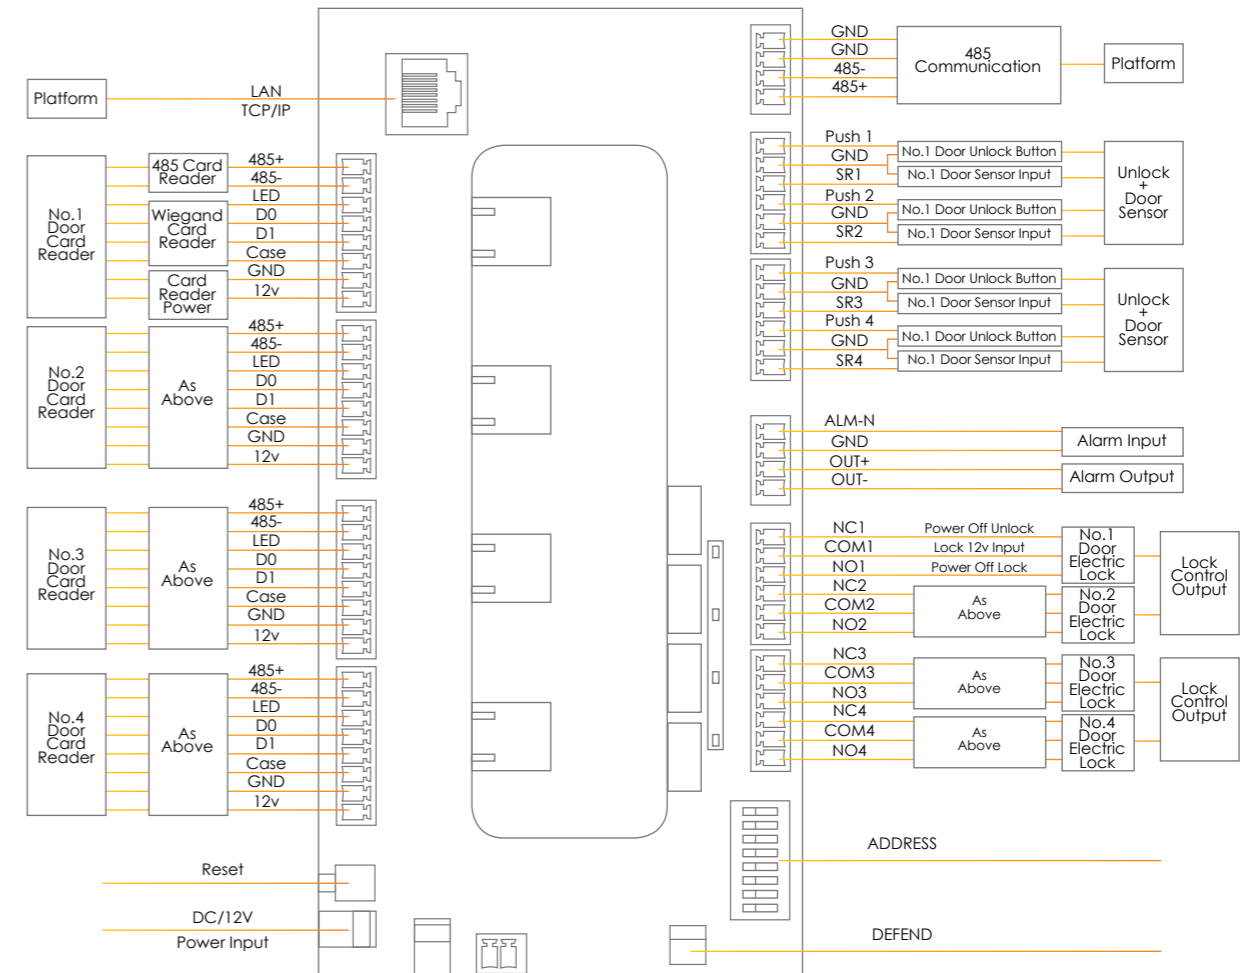 Platform
LAN
TCP/IP
No.1
Door
Card
Reader
485 Card
Reader
Wiegand
Card
Reader
Card
Reader
Power
485+
485-
LED
D0
D1
Case
GND
12v
No.2
Door
Card
Reader
As
Above
485+
485-
LED
D0
D1
Case
GND
12v
No.3
Door
Card
Reader
As
Above
485+
485-
LED
D0
D1
Case
GND
12v
No.4
Door
Card
Reader
As
Above
485+
485-
LED
D0
D1
Case
GND
12v
Reset
DC/12V
Power Input
GND
GND
485-
485+
485
Communication
Platform
Push 1
GND
SR1
Push 2
GND
SR2
No.1 Door Unlock Button
No.1 Door Sensor Input
No.1 Door Unlock Button
No.1 Door Sensor Input
Unlock
+
Door
Sensor
Push 3
GND
SR3
Push 4
GND
SR4
No.1 Door Unlock Button
No.1 Door Sensor Input
No.1 Door Unlock Button
No.1 Door Sensor Input
Unlock
+
Door
Sensor
ALM-N
GND
OUT+
OUT-
Alarm Input
Alarm Output
NC1
COM1
NO1
NC2
COM2
NO2
Power Off Unlock
Lock 12v Input
Power Off Lock
As
Above
No.1
Door
Electric
Lock
No.2
Door
Electric
Lock
Lock
Control
Output
NC3
COM3
NO3
NC4
COM4
NO4
As
Above
As
Above
No.3
Door
Electric
Lock
No.4
Door
Electric
Lock
Lock
Control
Output
ADDRESS
DEFEND